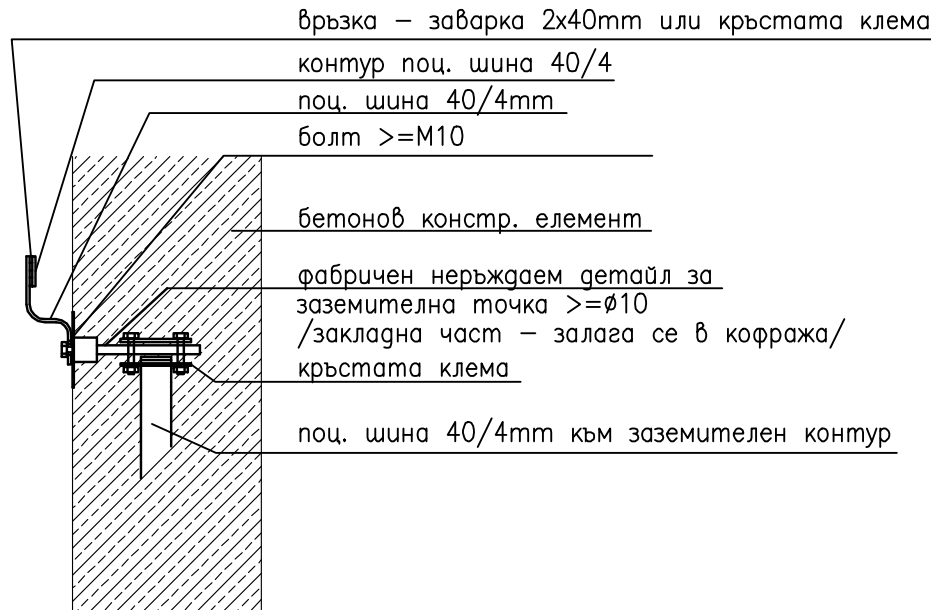 връзка – заварка 2x40mm или кръстата клема
контур поц. шина 40/4
поц. шина 40/4mm
болт >=M10
бетонов констр. елемент
фабричен неръждаем детайл за
заземителна точка >=ø10
/закладна част – залага се в кофража/
кръстата клема
поц. шина 40/4mm към заземителен контур